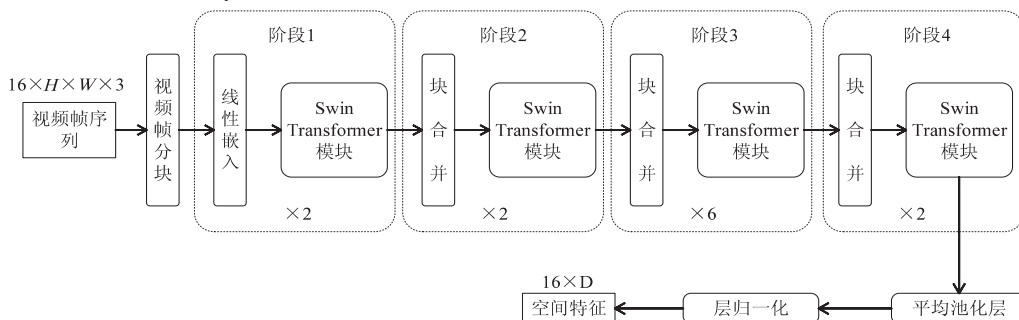 阶段1
阶段2
阶段3
阶段4
16×H×W×3
视频帧序
列
视频帧分块
线性嵌入
Swin
Transformer
模块
×2
块合并
Swin
Transformer
模块
×2
块合并
Swin
Transformer
模块
×6
块合并
Swin
Transformer
模块
×2
16×D
空间特征
层归一化
平均池化层